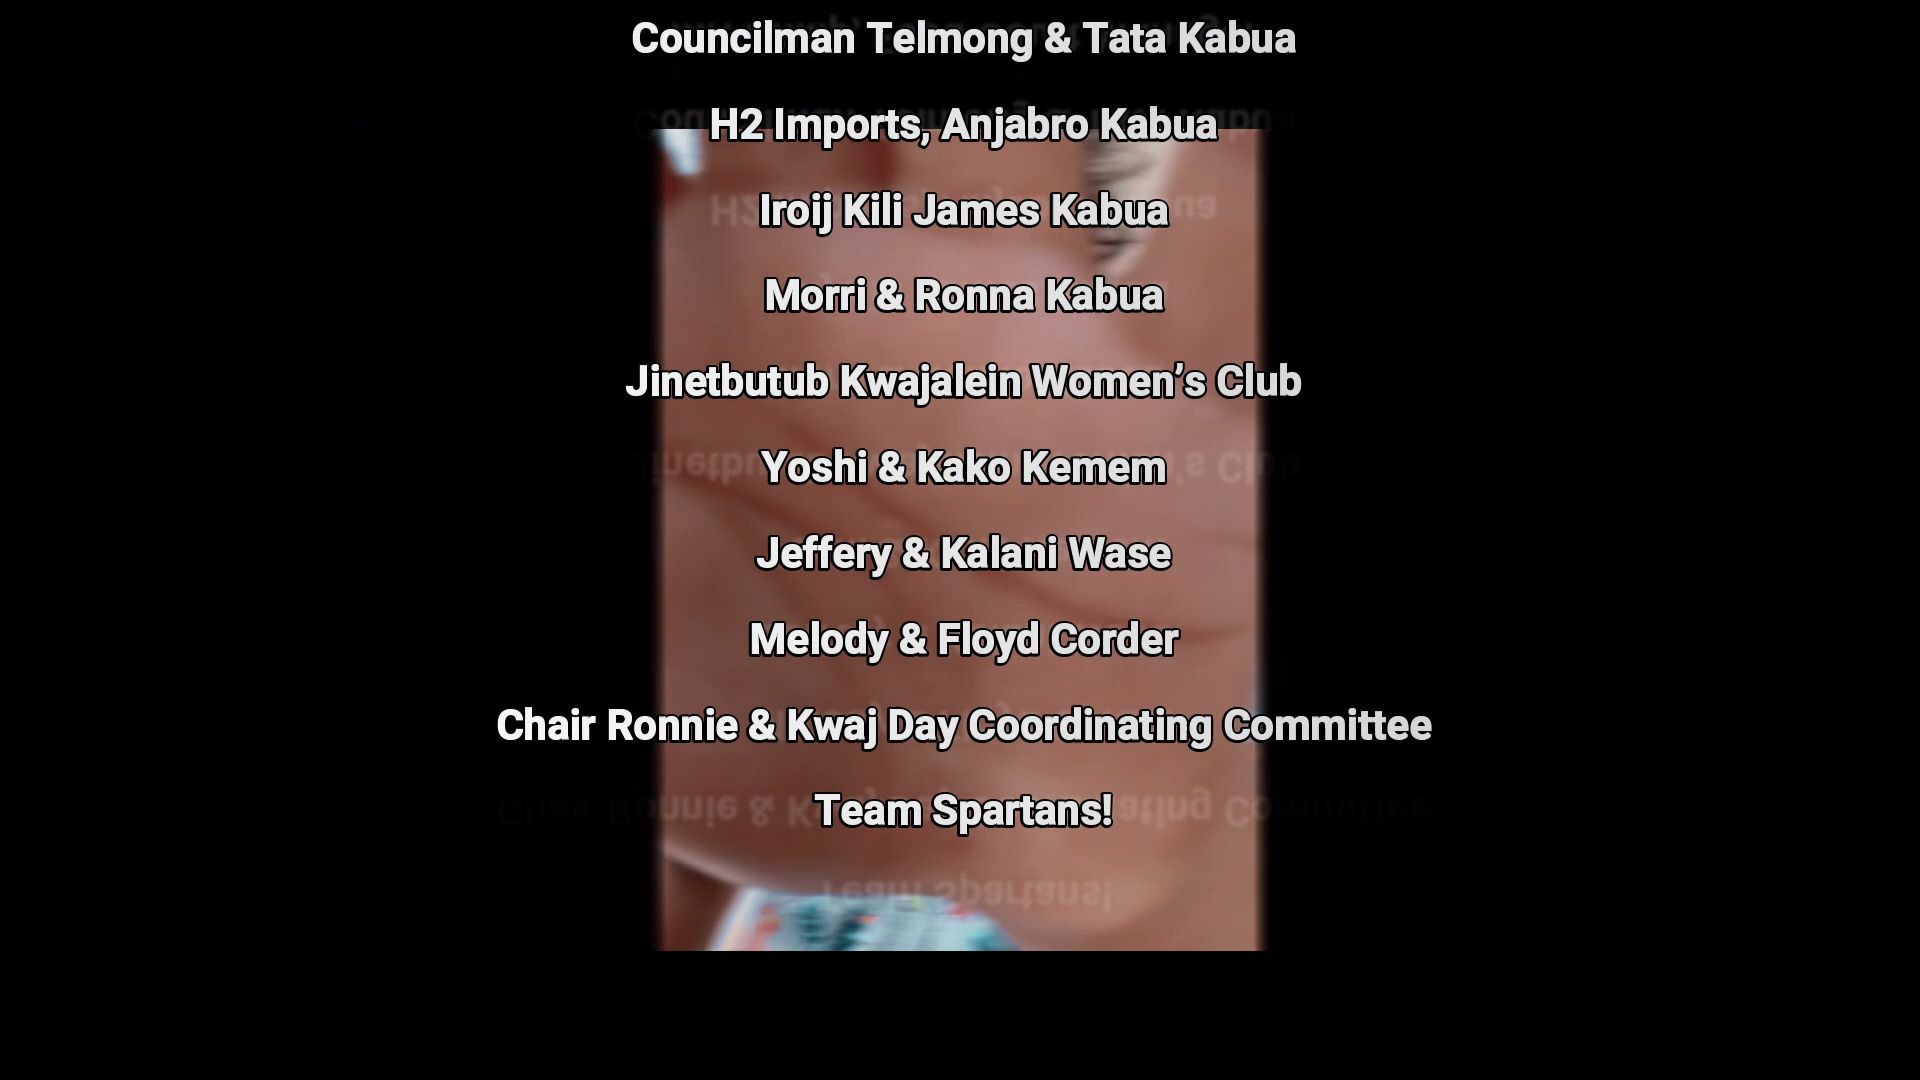 Councilman Telmong & Tata Kabua
H2 Imports, Anjabro Kabua
Iroij Kili James Kabua
Morri & Ronna Kabua
Jinetbutub Kwajalein Women’s Club
Yoshi & Kako Kemem
Jeffery & Kalani Wase
Melody & Floyd Corder
Chair Ronnie & Kwaj Day Coordinating Committee
Team Spartans!